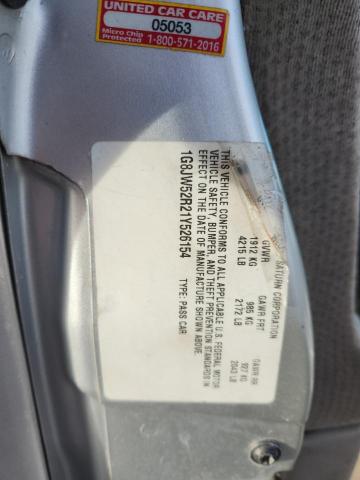 UNITED CAR CARE
05053
Micro Chip
Protected 1-800-571-2016
SATURN CORPORATION
GVWR GAWR FRT GAWR RR
1912 KG 985 KG 927 KG
4215 LB 2172 LB 2043 LB
THIS VEHICLE CONFORMS TO ALL APPLICABLE U.S. FEDERAL MOTOR
VEHICLE SAFETY, BUMPER, AND THEFT PREVENTION STANDARDS IN
EFFECT ON THE DATE OF MANUFACTURE SHOWN ABOVE.
1G8JW52R21Y526154 TYPE: PASS CAR